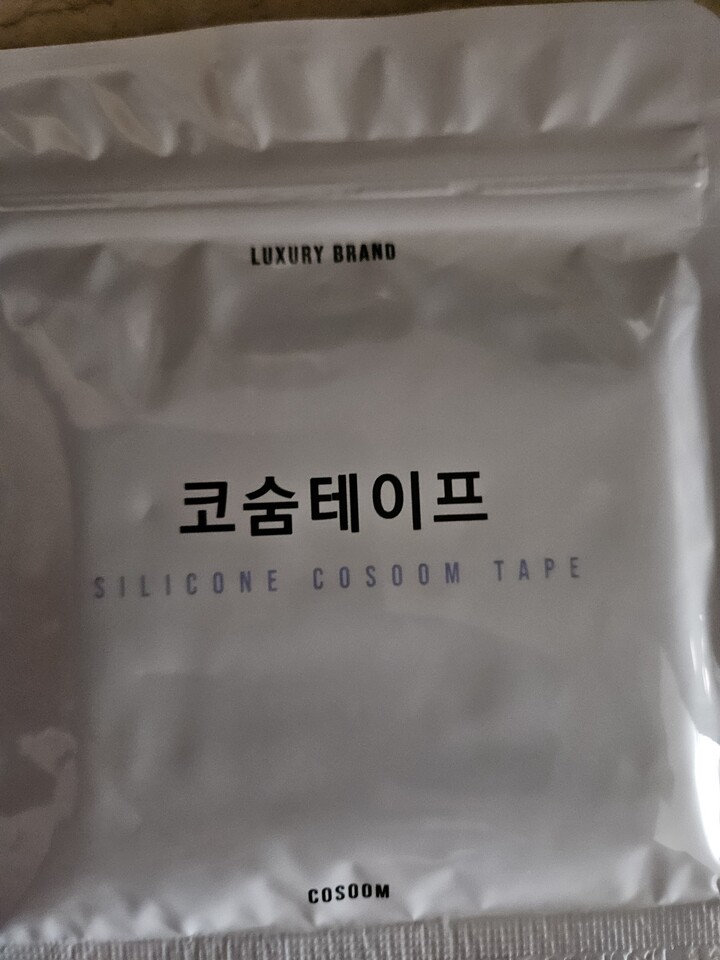 LUXURY BRAND
코숨테이프
SILICONE COSOOM TAPE
COSOOM